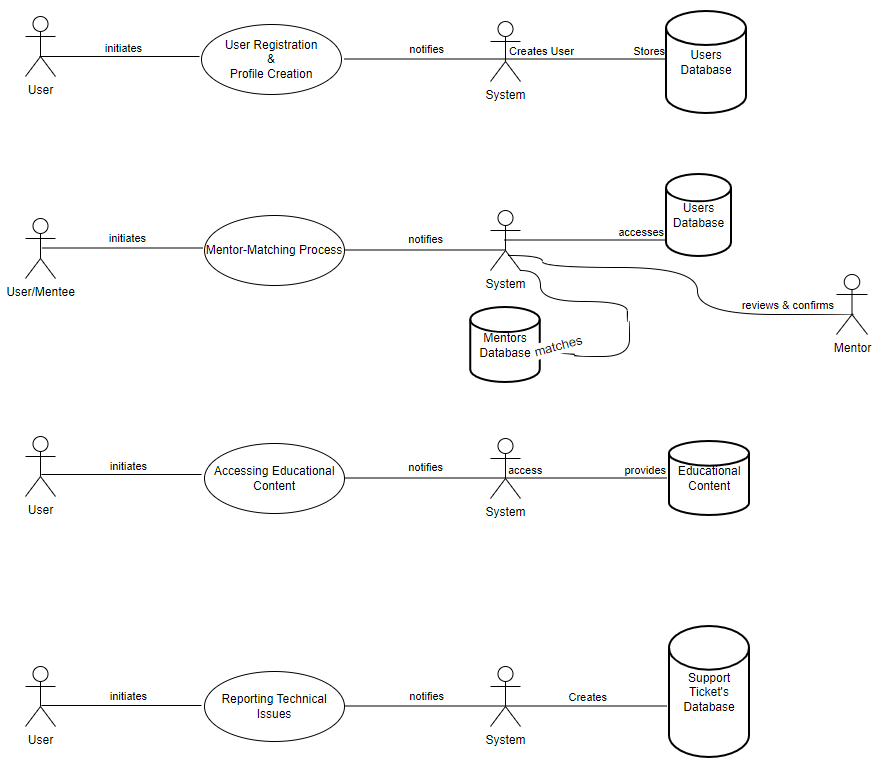 initiates
User Registration
&
Profile Creation
notifies
Creates User
Stores
Users
Database
User
System
initiates
Mentor-Matching Process
notifies
accesses
Users
Database
User/Mentee
System
reviews & confirms
Mentor
Mentors
Database
matches
initiates
Accessing Educational
Content
notifies
access
provides
Educational
Content
User
System
initiates
Reporting Technical
Issues
notifies
Creates
Support
Ticket's
Database
User
System